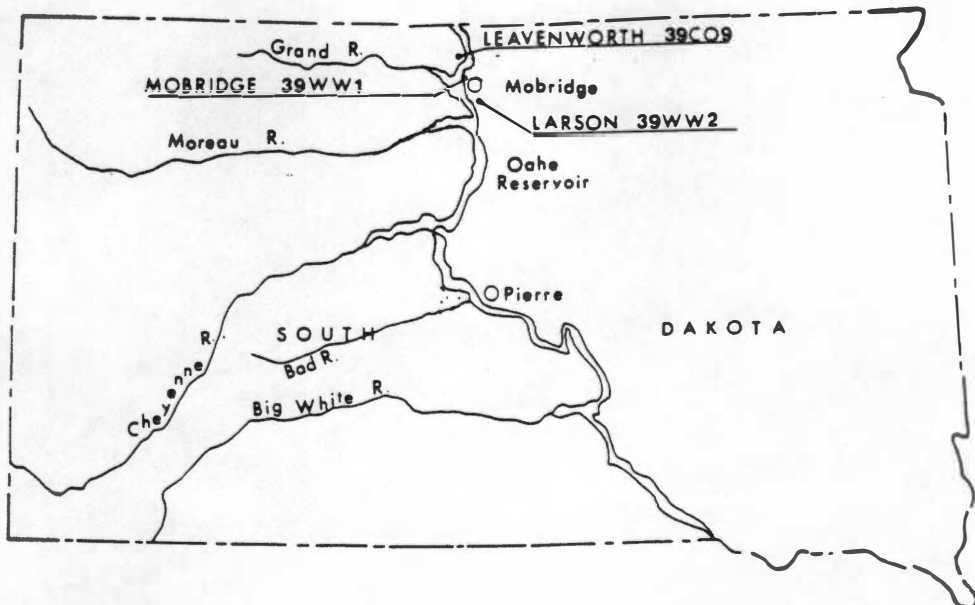 Grand R.
LEAVENWORTH 39CO9
MOBRIDGE 39WW1
Mobridge
LARSON 39WW2
Moreau R.
Oahe
Reservoir
Pierre
SOUTH
DAKOTA
Bad R.
Cheyenne R.
Big White R.